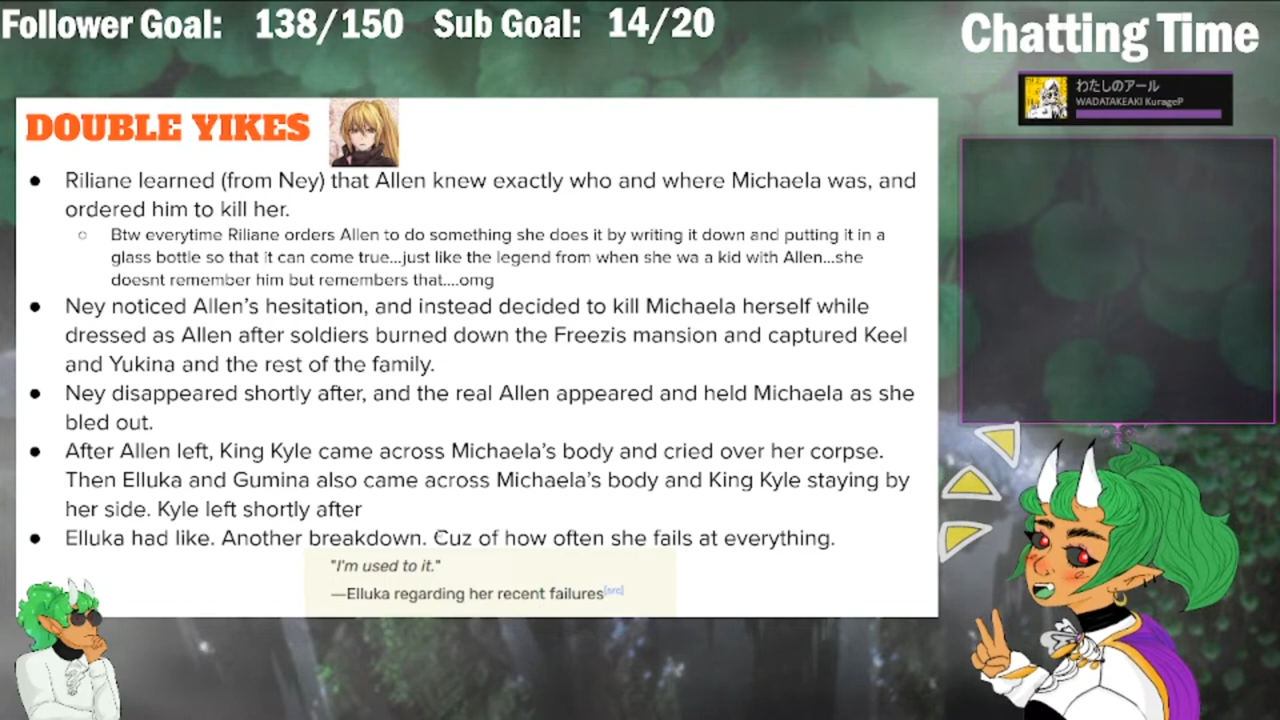 Follower Goal: 138/150 Sub Goal: 14/20
Chatting Time
わたしのアール
WADATAKEAKI KurageP
DOUBLE YIKES
● Riliane learned (from Ney) that Allen knew exactly who and where Michaela was, and
ordered him to kill her.
○ Btw everytime Riliane orders Allen to do something she does it by writing it down and putting it in a
glass bottle so that it can come true...just like the legend from when she wa a kid with Allen...she
doesnt remember him but remembers that....omg
● Ney noticed Allen's hesitation, and instead decided to kill Michaela herself while
dressed as Allen after soldiers burned down the Freezis mansion and captured Keel
and Yukina and the rest of the family.
● Ney disappeared shortly after, and the real Allen appeared and held Michaela as she
bled out.
● After Allen left, King Kyle came across Michaela's body and cried over her corpse.
Then Elluka and Gumina also came across Michaela's body and King Kyle staying by
her side. Kyle left shortly after
● Elluka had like. Another breakdown. Cuz of how often she fails at everything.
"I'm used to it."
—Elluka regarding her recent failures[src]